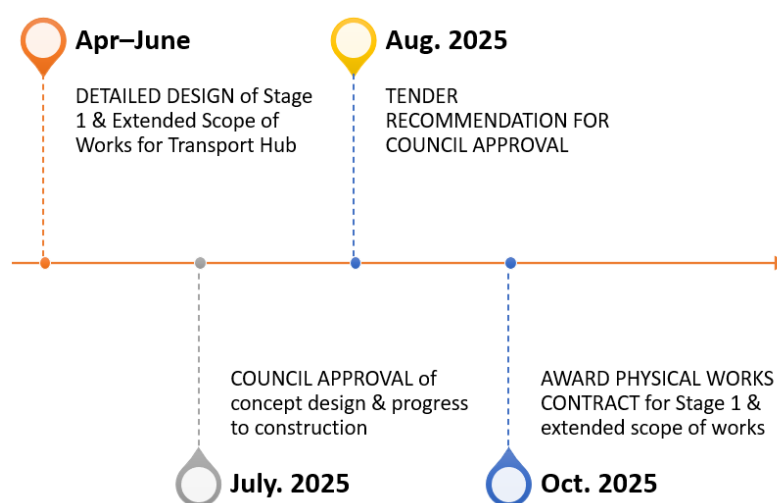 Apr–June
DETAILED DESIGN of Stage
1 & Extended Scope of
Works for Transport Hub
Aug. 2025
TENDER
RECOMMENDATION FOR
COUNCIL APPROVAL
COUNCIL APPROVAL of
concept design & progress
to construction
July. 2025
AWARD PHYSICAL WORKS
CONTRACT for Stage 1 &
extended scope of works
Oct. 2025